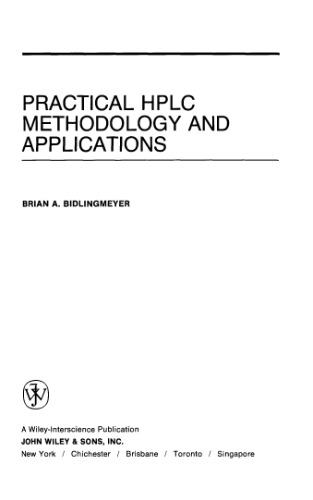 PRACTICAL HPLC
METHODOLOGY AND
APPLICATIONS
BRIAN A. BIDLINGMEYER
A Wiley-Interscience Publication
JOHN WILEY & SONS, INC.
New York / Chichester / Brisbane / Toronto / Singapore